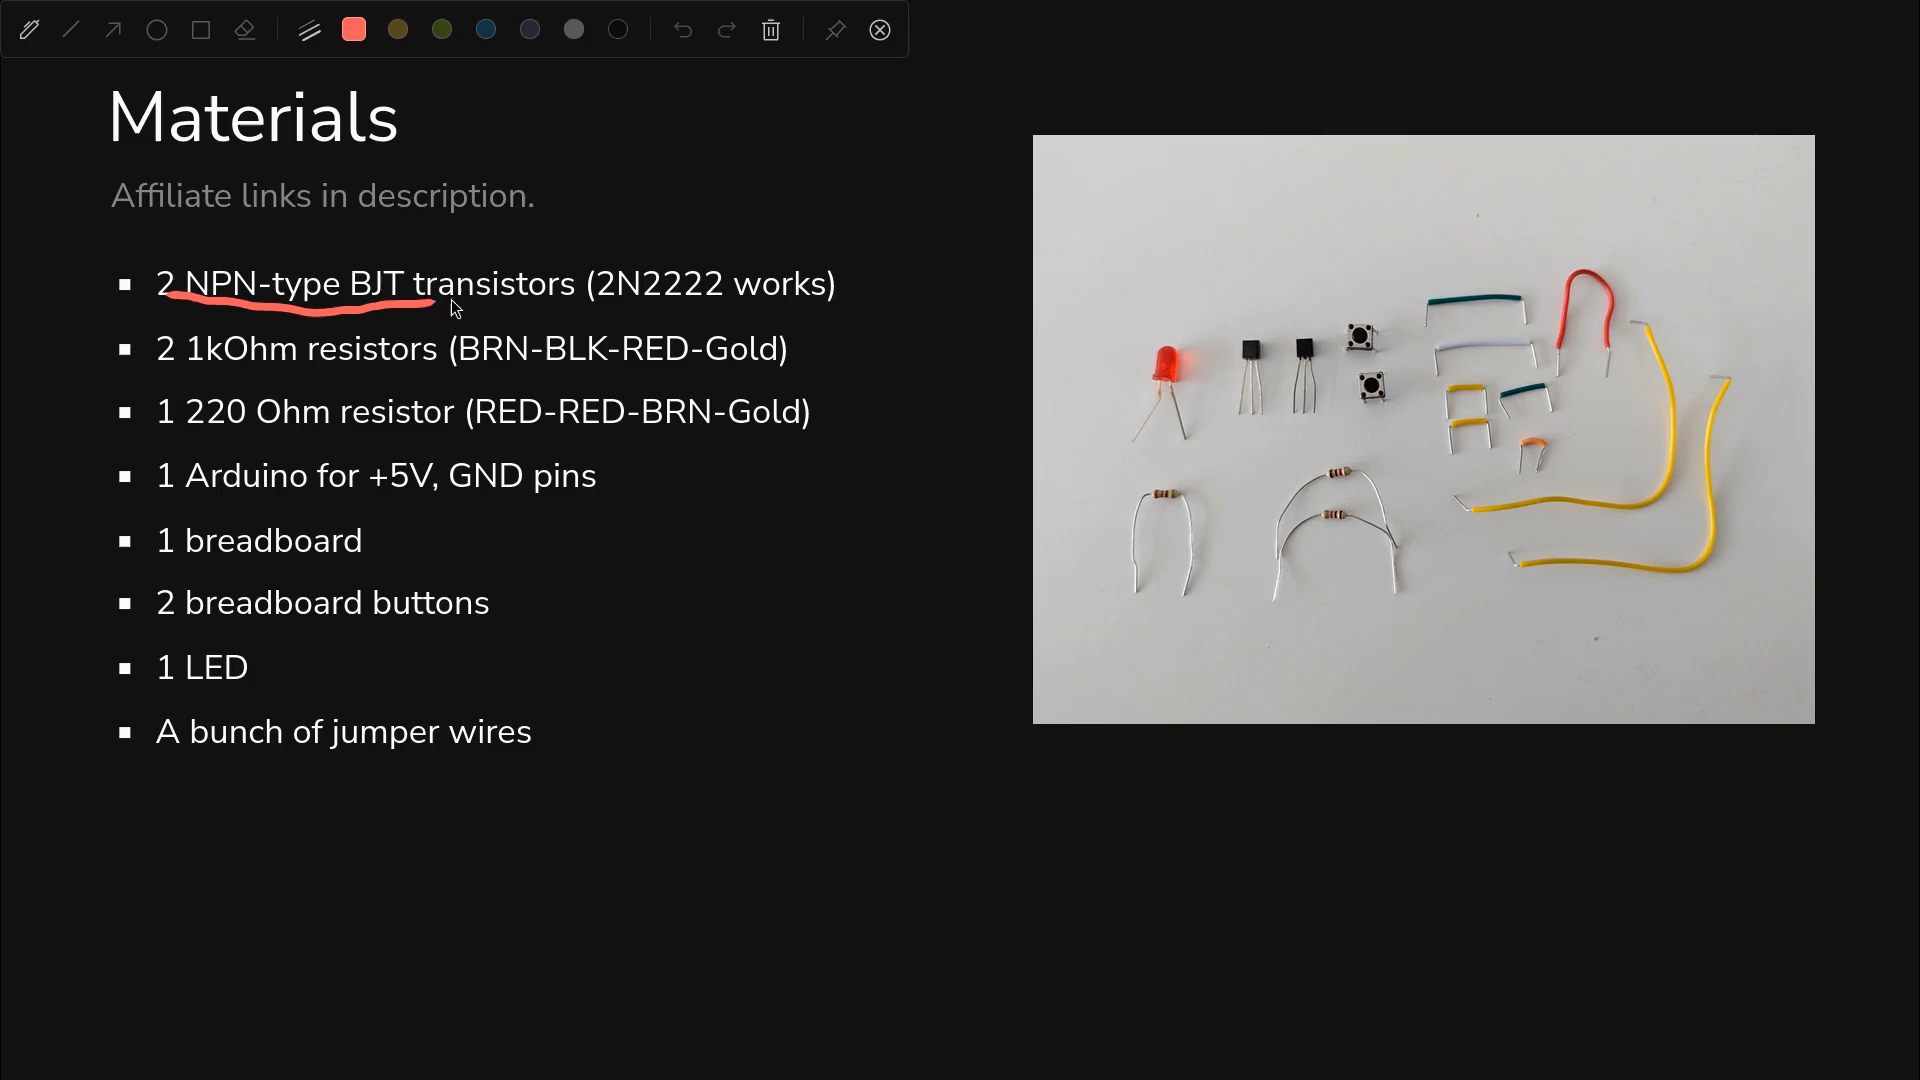 Materials
Affiliate links in description.
2 NPN-type BJT transistors (2N2222 works)
2 1kOhm resistors (BRN-BLK-RED-Gold)
1 220 Ohm resistor (RED-RED-BRN-Gold)
1 Arduino for +5V, GND pins
1 breadboard
2 breadboard buttons
1 LED
A bunch of jumper wires